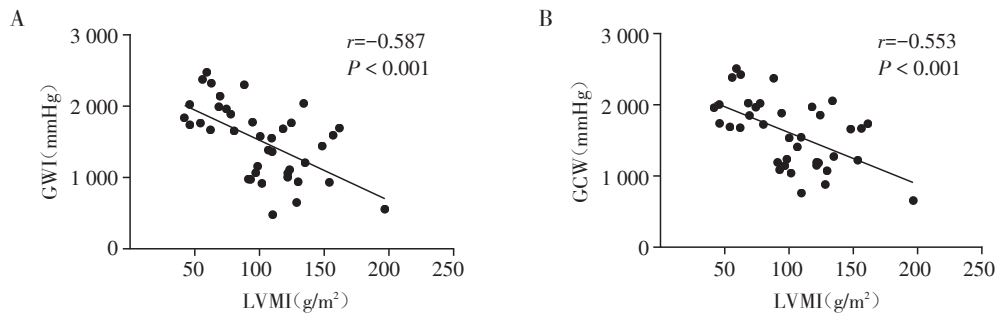 A
r=−0.587
P < 0.001
GWI(mmHg)
3 000
2 000
1 000
0
50 100 150 200 250
LVMI(g/m²)
B
r=−0.553
P < 0.001
GCW(mmHg)
3 000
2 000
1 000
0
50 100 150 200 250
LVMI(g/m²)